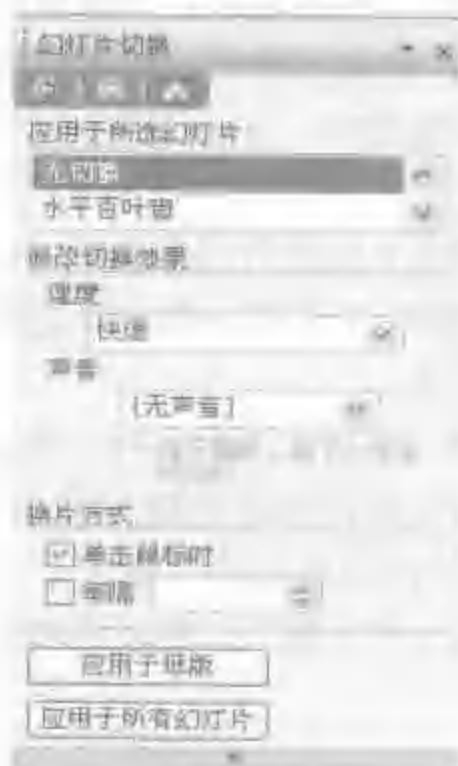 幻灯片切换
应用于所选幻灯片
无切换
水平百叶窗
修改切换效果
速度
快速
声音
[无声音]
换片方式
单击鼠标时
每隔
应用于母版
应用于所有幻灯片